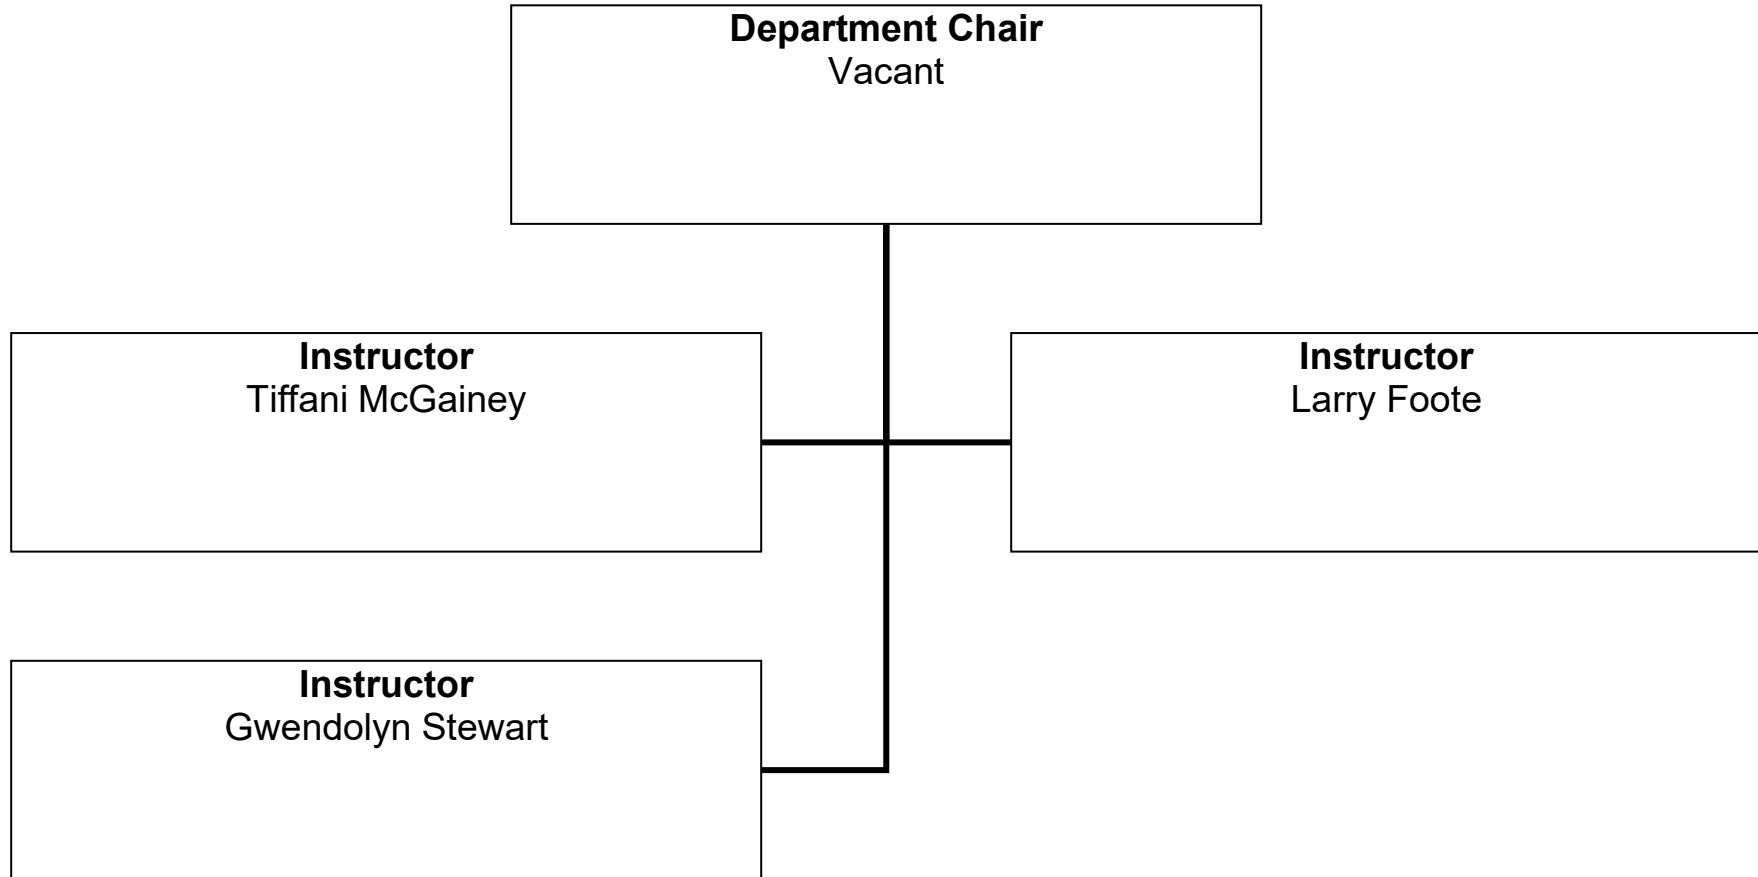 Department Chair
Vacant
Instructor
Tiffani McGainey
Instructor
Larry Foote
Instructor
Gwendolyn Stewart